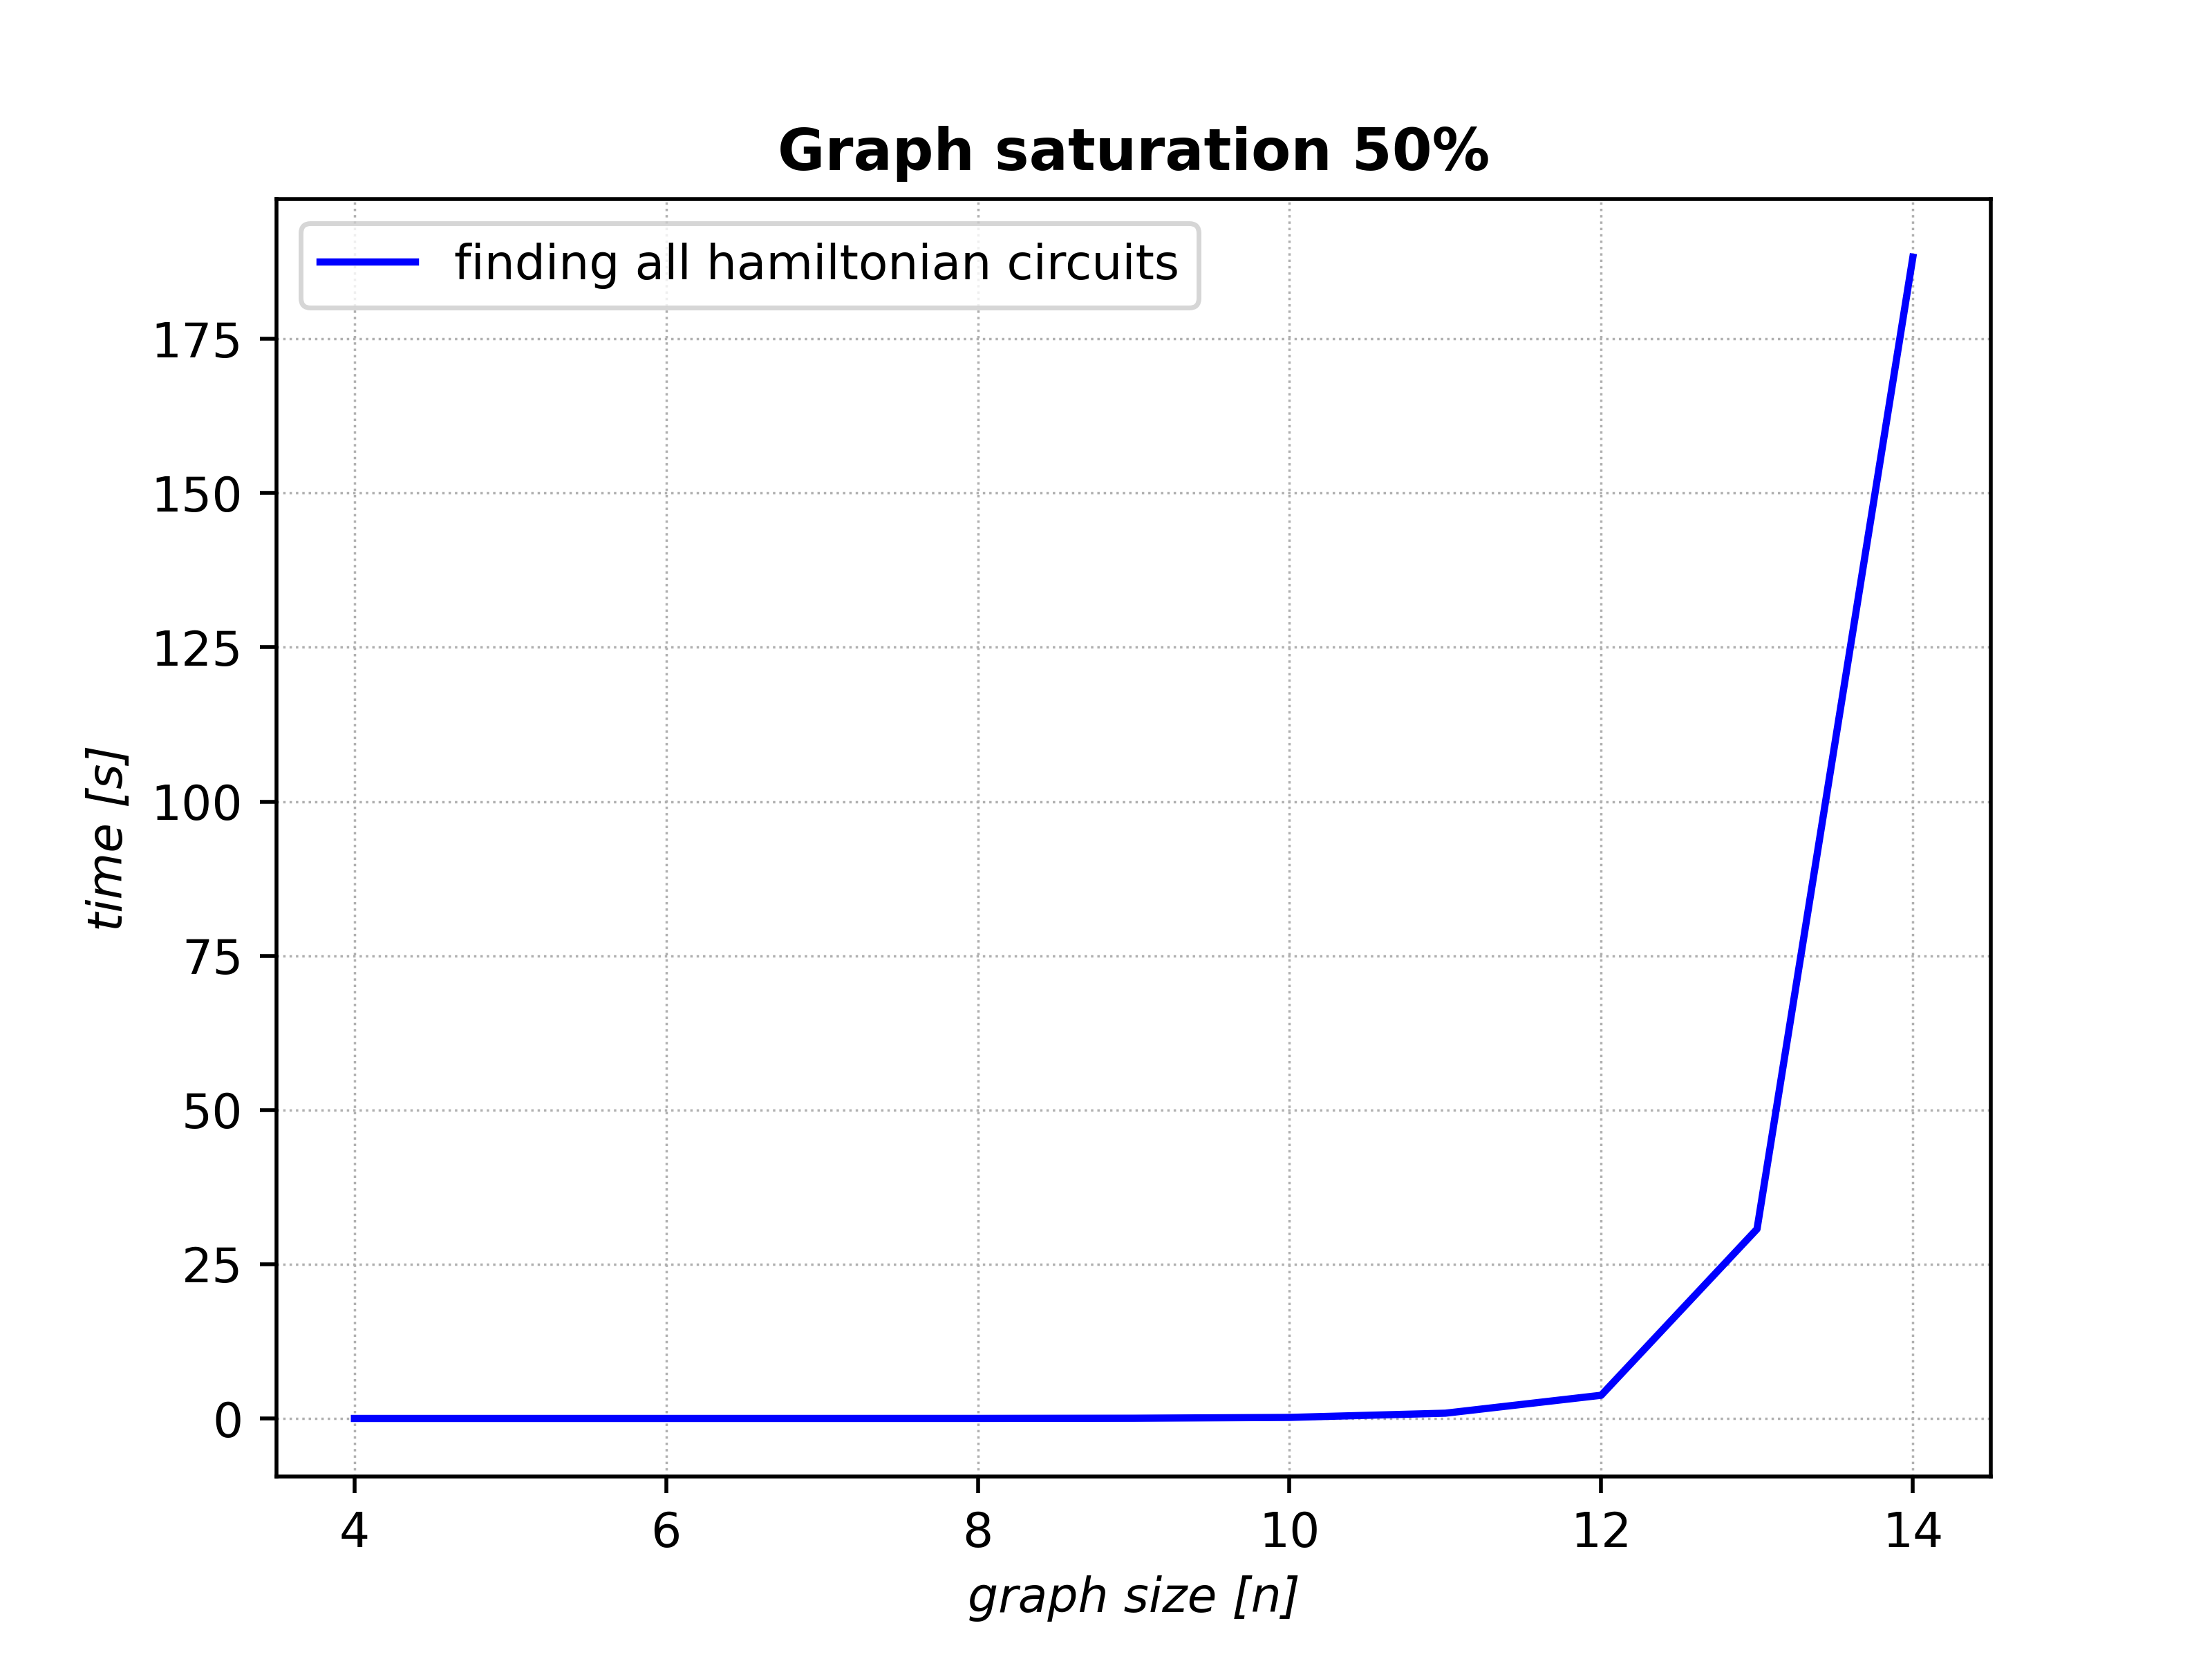 Graph saturation 50%
finding all hamiltonian circuits
175
150
125
100
75
50
25
0
time [s]
4 6 8 10 12 14
graph size [n]